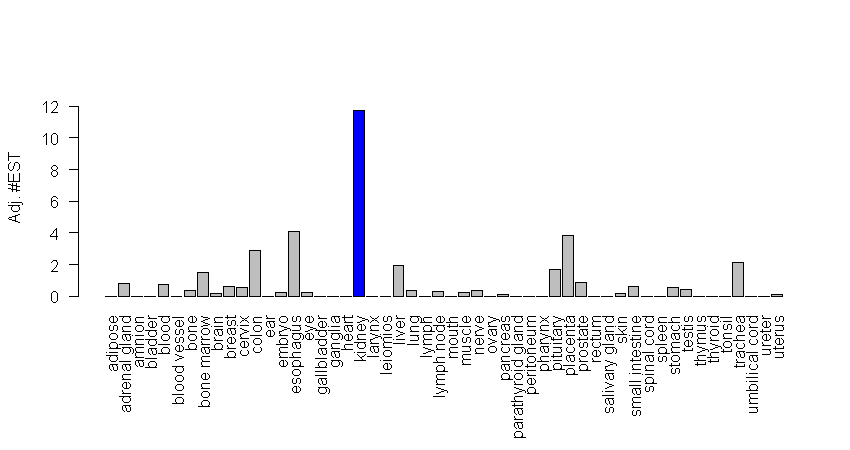 Adj. #EST
12
10
8
6
4
2
0
adipose
adrenal gland
amnion
bladder
blood
blood vessel
bone
bone marrow
brain
breast
cervix
colon
ear
embryo
esophagus
eye
gallbladder
ganglia
heart
kidney
larynx
leiomios
liver
lung
lymph
lymph node
mouth
muscle
nerve
ovary
pancreas
parathyroid gland
peritoneum
pharynx
pituitary
placenta
prostate
rectum
salivary gland
skin
small intestine
spinal cord
spleen
stomach
testis
thymus
thyroid
tonsil
trachea
umbilical cord
ureter
uterus